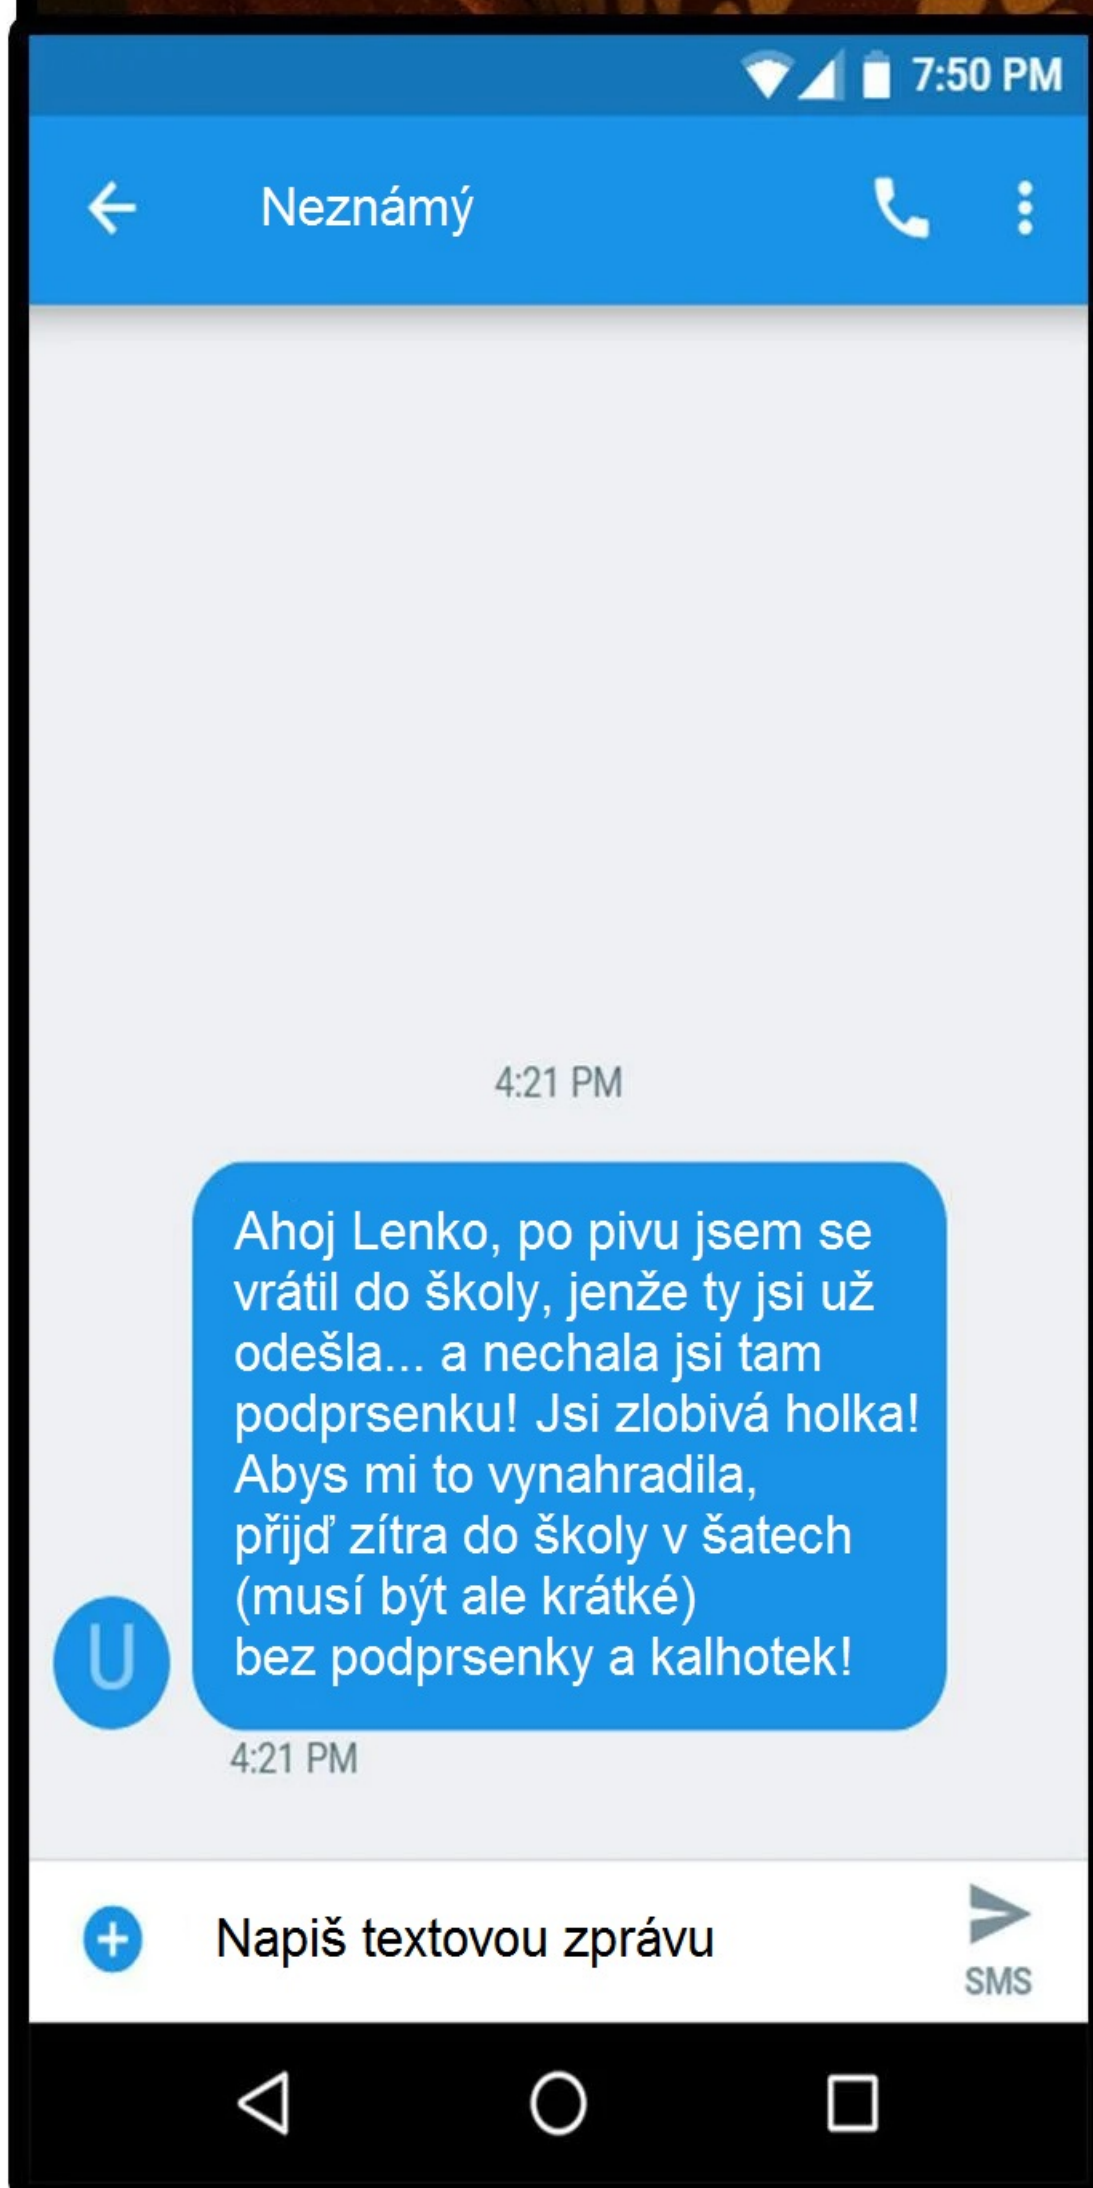 7:50 PM
Neznámý
4:21 PM
Ahoj Lenko, po pivu jsem se
vrátil do školy, jenže ty jsi už
odešla... a nechala jsi tam
podprsenku! Jsi zlobivá holka!
Abys mi to vynahradila,
přijď zítra do školy v šatech
(musí být ale krátké)
bez podprsenky a kalhotek!
U
4:21 PM
Napiš textovou zprávu
SMS